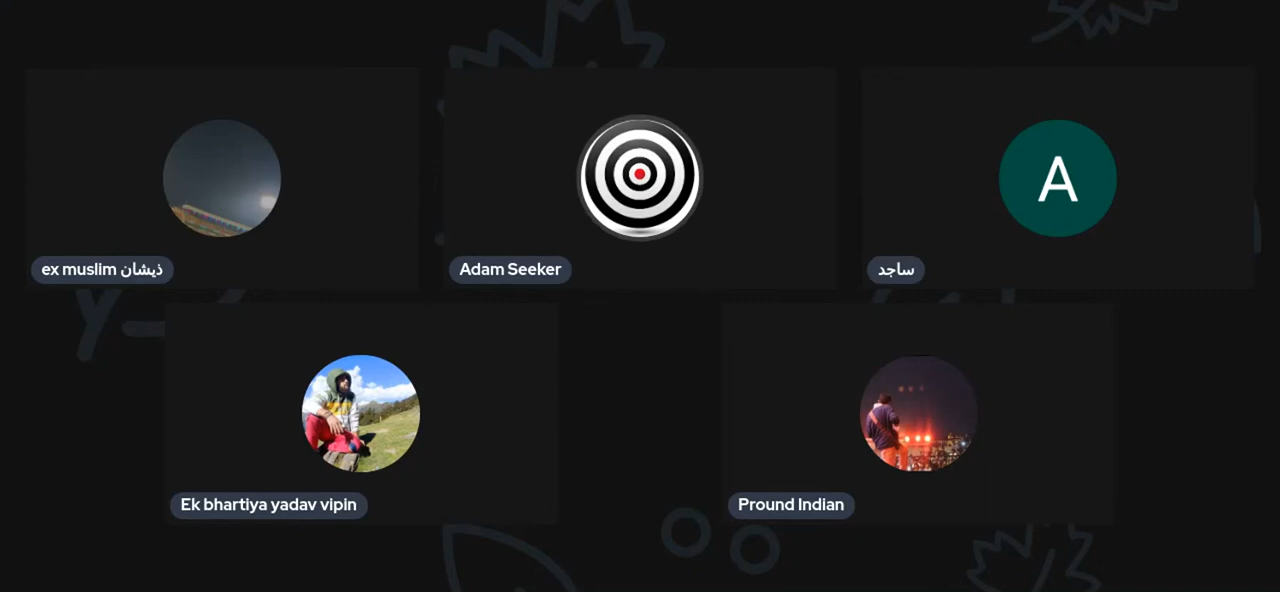 ex muslim ذیشان
Adam Seeker
A
ساجد
Ek bhartiya yadav vipin
Pround Indian